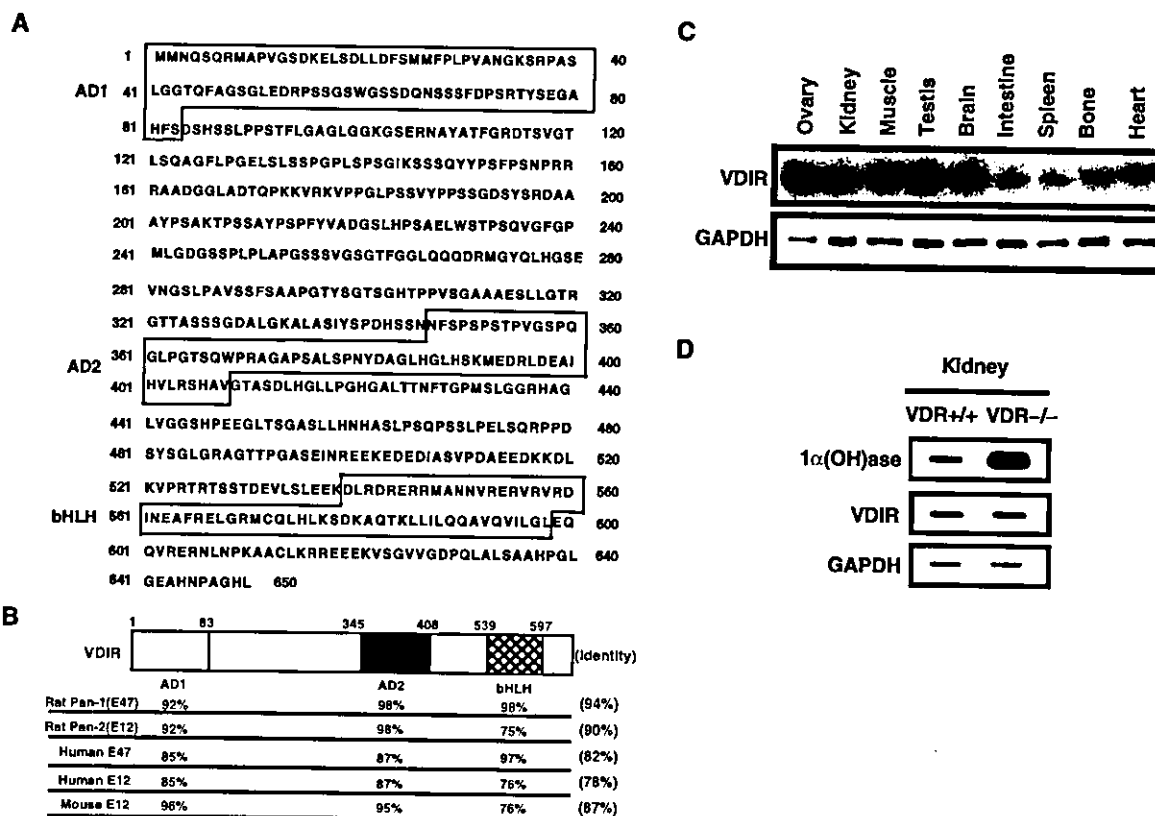 A
1 MMNQSQRMAPVGSDKELSDLLDFSMMFPLPVANGKSRPAS 40
AD1
41 LGGTQFAGSGLEDRPSSGSWGSSDQNSSSFDPSRTYSEGA 80
81 HFSDSHSSLPPSTFLGAGLGGKGSERNAYATFGRDTSVGT 120
121 LSQAGFLPGELSLSSPGPLSPSGIKSSSQYYPSFPSNPRR 160
161 RAADGGLADTQPKKVRKVPPGLPSSVYPPSSGDSYSRDAA 200
201 AYPSAKTPSSAYPSPFYVADGSLHPSAELWSTPSQVGFGP 240
241 MLGDGSSPLPLAPGSSSVGSGTFGGLQQQDRMGYQLHGSE 280
281 VNGSLPAVSSFSAAPGTYSGTSGHTPPVSGAAAESLLGTR 320
321 GTTASSSGDALGKALASIYSPDHSSNNFSPSPSTPVGSPQ 360
AD2
361 GLPGTSQWPRAGAPSALSPNYDAGLHGLHSKMEDRLDEAI 400
401 HVLRSHAVGTASDLHGLLPGHGALTTNFTGPMSLGGRHAG 440
441 LVGGSHPEEGLTSGASLLHNHASLPSQPSSLPELSQRPPD 480
481 SYSGLGRAGTTPGASEINREEKEDEDIASVPDAEEDKKDL 520
521 KVPRTRTSSTDEVLSLEEKDLRDRERRMANNVRERVRVRD 560
bHLH
561 INEAFRELGRMCQLHLKSDKAQTKLLILQQAVQVILGLEQ 600
601 QVRERNLNPKAACLKRREEEKVSGVVGDPQLALSAAHPGL 640
641 GEAHNPAGHL 650
B
1 83 345 408 539 597
VDIR (Identity)
AD1 AD2 bHLH
Rat Pan-1(E47) 92% 98% 98% (94%)
Rat Pan-2(E12) 92% 98% 75% (90%)
Human E47 85% 87% 97% (82%)
Human E12 85% 87% 76% (78%)
Mouse E12 96% 95% 76% (87%)
C
Ovary Kidney Muscle Testis Brain Intestine Spleen Bone Heart
VDIR
GAPDH
D
Kidney
VDR+/+ VDR-/-
1α(OH)ase
VDIR
GAPDH